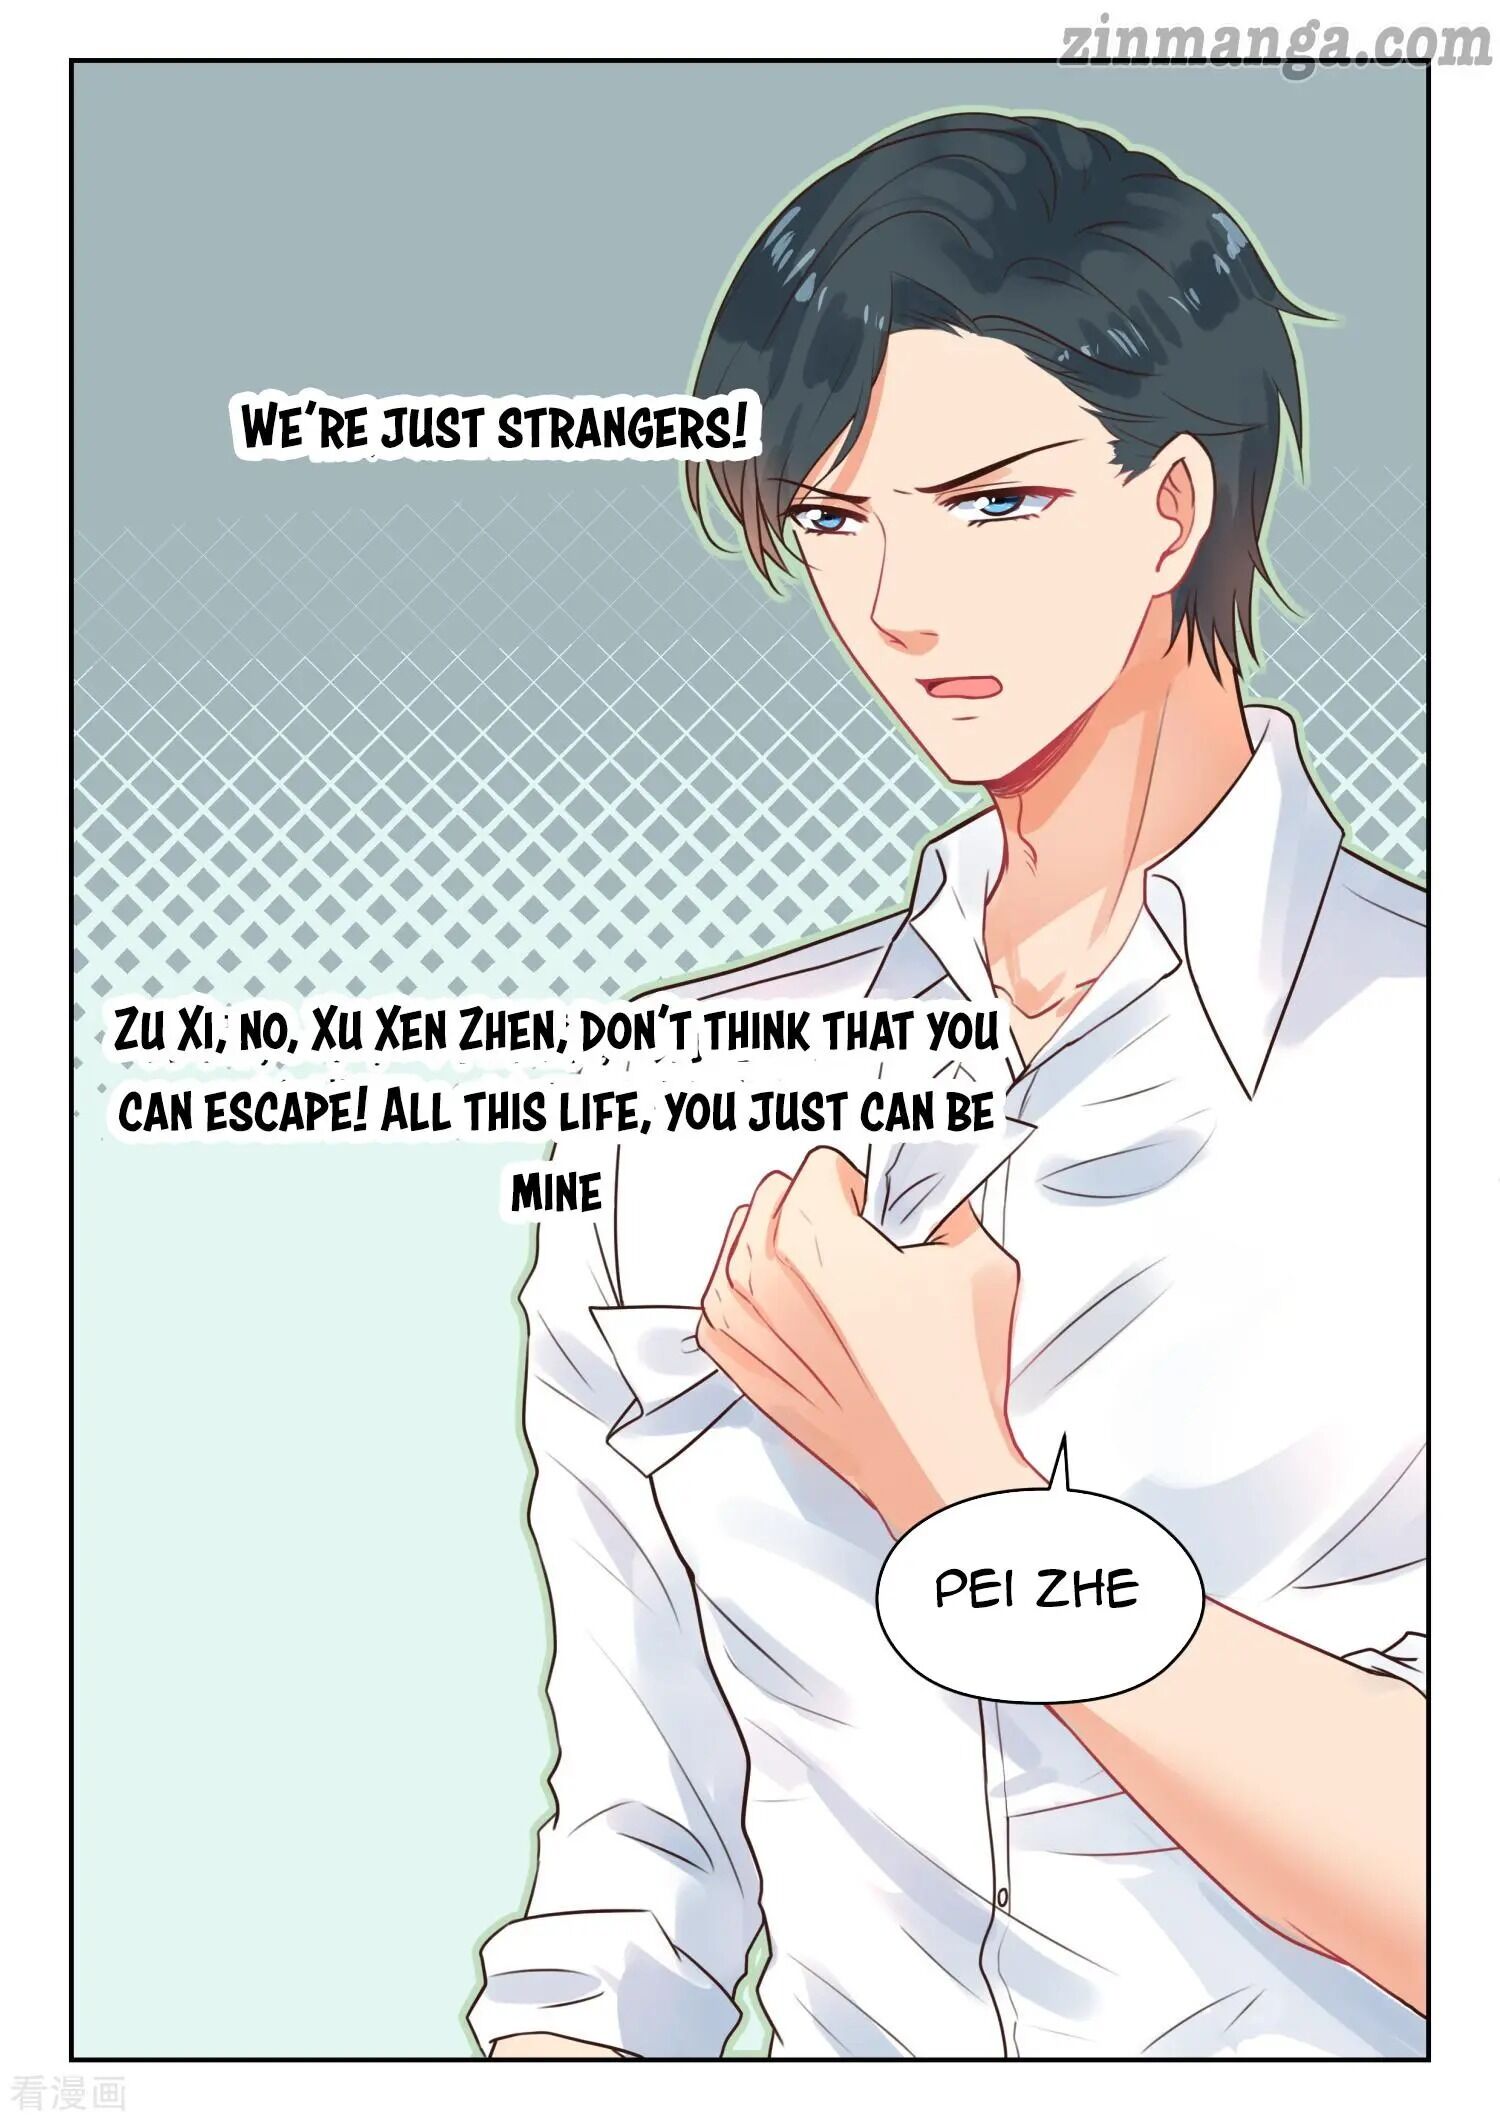 zinmanga.com
WE'RE JUST STRANGERS!
ZU XI, NO, XU XEN ZHEN, DON'T THINK THAT YOU
CAN ESCAPE! ALL THIS LIFE, YOU JUST CAN BE
MINE
PEI ZHE
看漫画